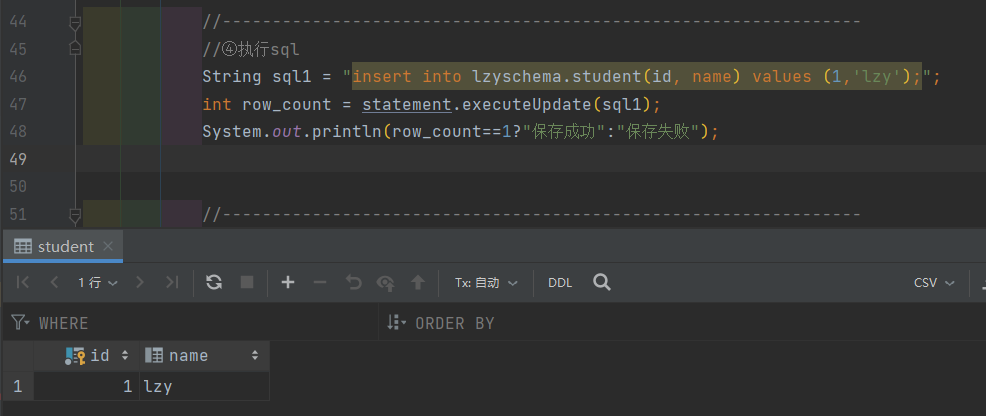 44 //----------------------------------------------------------------
45 //④执行sql
46 String sql1 = "insert into lzyschema.student(id, name) values (1,'lzy');";
47 int row_count = statement.executeUpdate(sql1);
48 System.out.println(row_count==1?"保存成功":"保存失败");
49
50
51 //----------------------------------------------------------------
student
1 行 Tx: 自动 DDL CSV
WHERE ORDER BY
id name
1 1 lzy